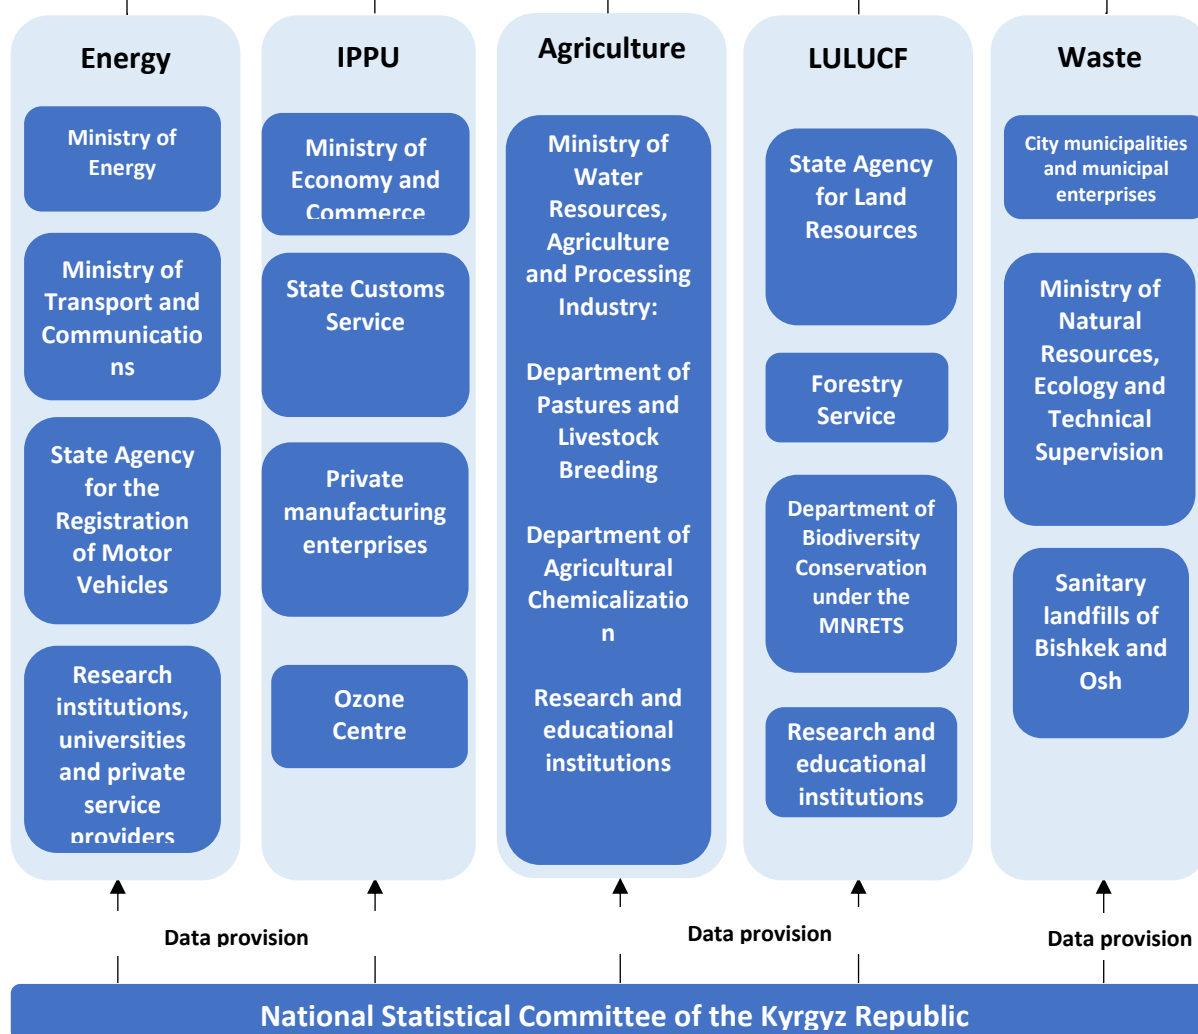 Energy
Ministry of
Energy
Ministry of
Transport and
Communicatio
ns
State Agency
for the
Registration
of Motor
Vehicles
Research
institutions,
universities
and private
service
providers
IPPU
Ministry of
Economy and
Commerce
State Customs
Service
Private
manufacturing
enterprises
Ozone
Centre
Agriculture
Ministry of
Water
Resources,
Agriculture
and Processing
Industry:
Department of
Pastures and
Livestock
Breeding
Department of
Agricultural
Chemicalizatio
n
Research and
educational
institutions
LULUCF
State Agency
for Land
Resources
Forestry
Service
Department of
Biodiversity
Conservation
under the
MNRETS
Research and
educational
institutions
Waste
City municipalities
and municipal
enterprises
Ministry of
Natural
Resources,
Ecology and
Technical
Supervision
Sanitary
landfills of
Bishkek and
Osh
Data provision
Data provision
Data provision
National Statistical Committee of the Kyrgyz Republic